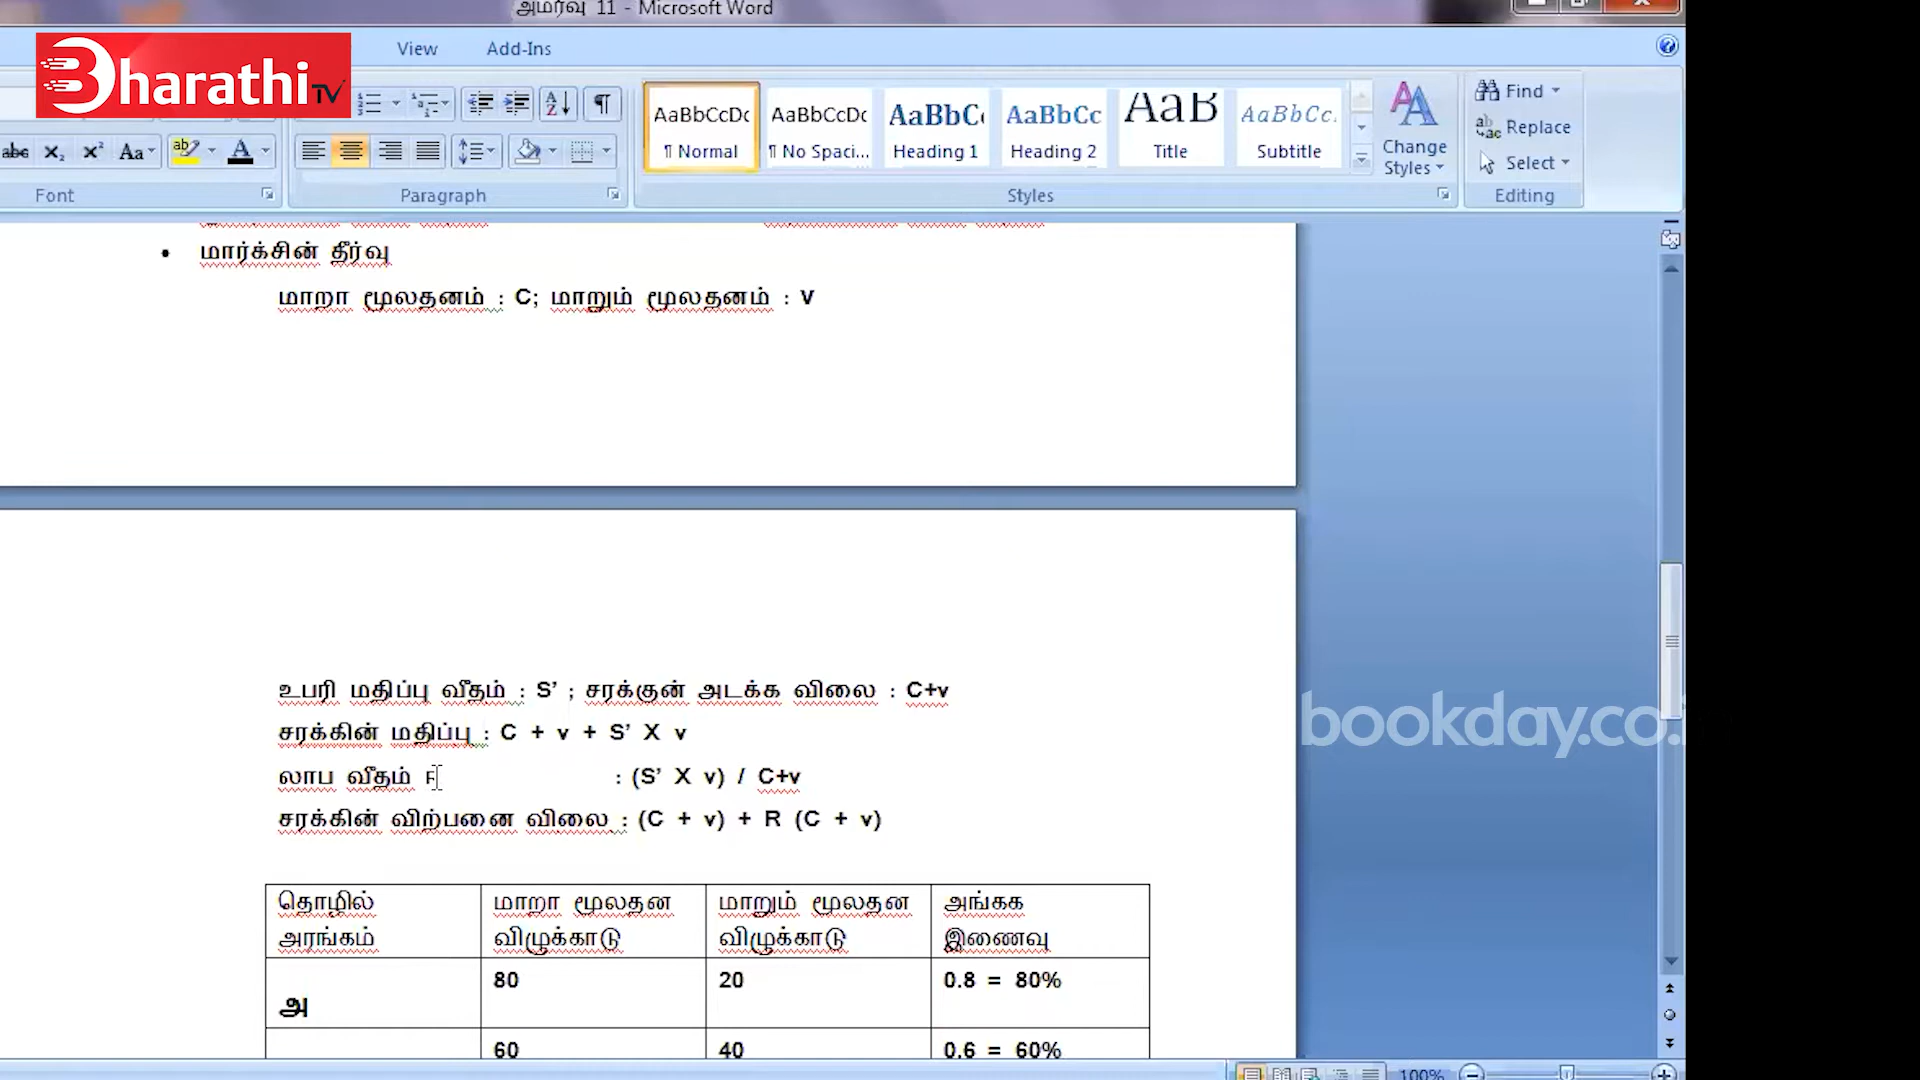 அமர்வு 11 - Microsoft Word
Bharathi TV
View Add-Ins
Find
Replace
Select
Editing
AaBbCcDc AaBbCcDc AaBbC AaBbCc AaB AaBbCc.
¶ Normal ¶ No Spaci... Heading 1 Heading 2 Title Subtitle
Change Styles
Font Paragraph Styles
• மார்க்சின் தீர்வு
மாறா மூலதனம் : C; மாறும் மூலதனம் : V
உபரி மதிப்பு வீதம் : S’ ; சரக்குன் அடக்க விலை : C+v
சரக்கின் மதிப்பு : C + v + S’ X v
லாப வீதம் : (S’ X v) / C+v
சரக்கின் விற்பனை விலை : (C + v) + R (C + v)
தொழில் அரங்கம் மாறா மூலதன விழுக்காடு மாறும் மூலதன விழுக்காடு அங்கக இணைவு
அ 80 20 0.8 = 80%
60 40 0.6 = 60%
bookday.co.
100%